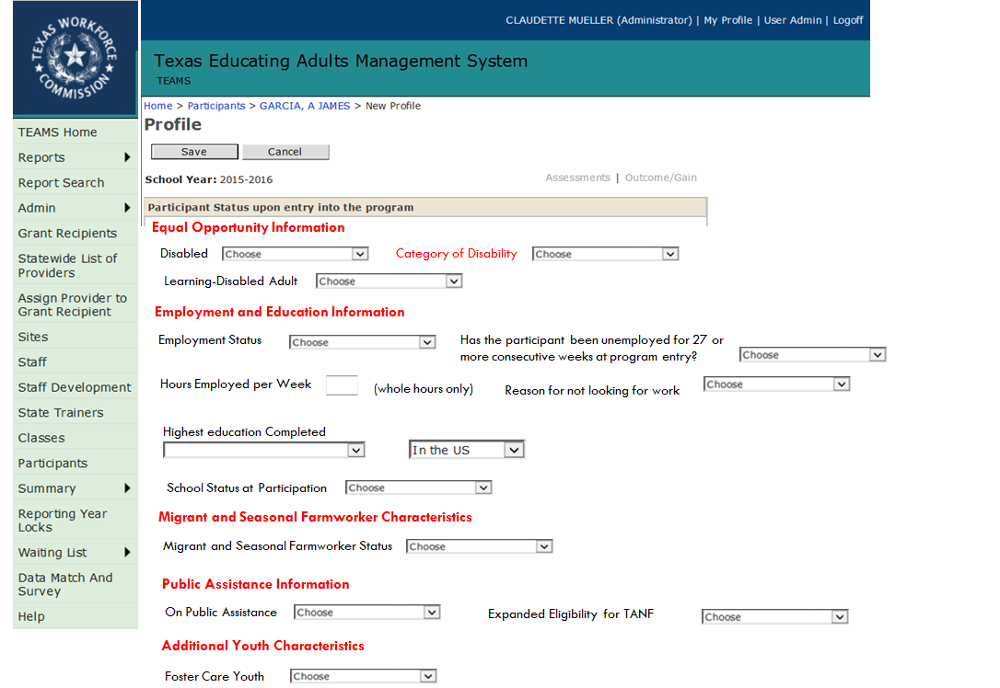 TEXAS WORKFORCE COMMISSION
CLAUDETTE MUELLER (Administrator) | My Profile | User Admin | Logoff
Texas Educating Adults Management System
TEAMS
Home > Participants > GARCIA, A JAMES > New Profile
Profile
Save Cancel
School Year: 2015-2016 Assessments | Outcome/Gain
TEAMS Home
Reports
Report Search
Admin
Grant Recipients
Statewide List of
Providers
Assign Provider to
Grant Recipient
Sites
Staff
Staff Development
State Trainers
Classes
Participants
Summary
Reporting Year
Locks
Waiting List
Data Match And
Survey
Help
Participant Status upon entry into the program
Equal Opportunity Information
Disabled Choose Category of Disability Choose
Learning-Disabled Adult Choose
Employment and Education Information
Employment Status Choose Has the participant been unemployed for 27 or
more consecutive weeks at program entry? Choose
Hours Employed per Week (whole hours only) Reason for not looking for work Choose
Highest education Completed
In the US
School Status at Participation Choose
Migrant and Seasonal Farmworker Characteristics
Migrant and Seasonal Farmworker Status Choose
Public Assistance Information
On Public Assistance Choose Expanded Eligibility for TANF Choose
Additional Youth Characteristics
Foster Care Youth Choose